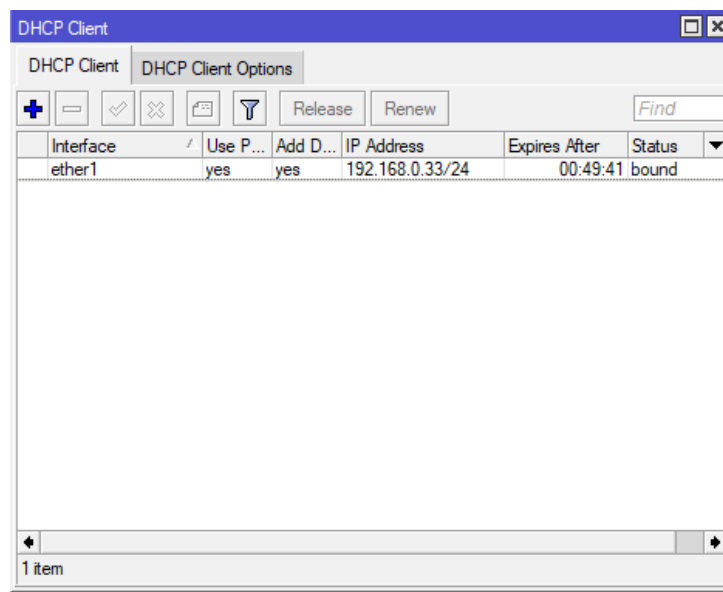 DHCP Client
DHCP Client DHCP Client Options
Release Renew Find
Interface Use P... Add D... IP Address Expires After Status
ether1 yes yes 192.168.0.33/24 00:49:41 bound
1 item